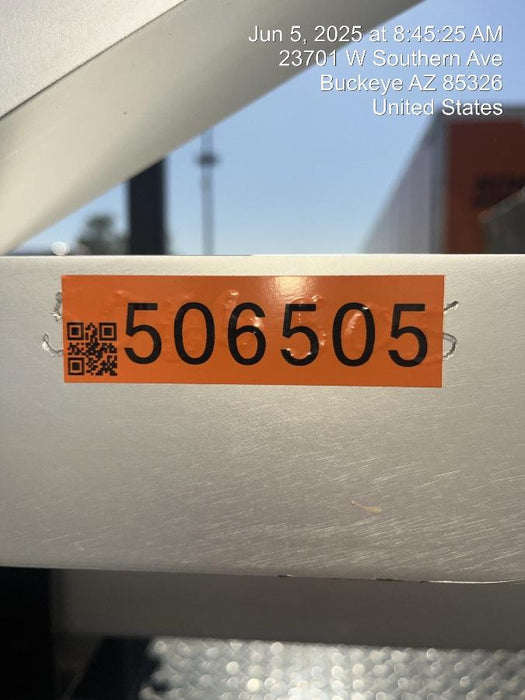 Jun 5, 2025 at 8:45:25 AM
23701 W Southern Ave
Buckeye AZ 85326
United States
506505